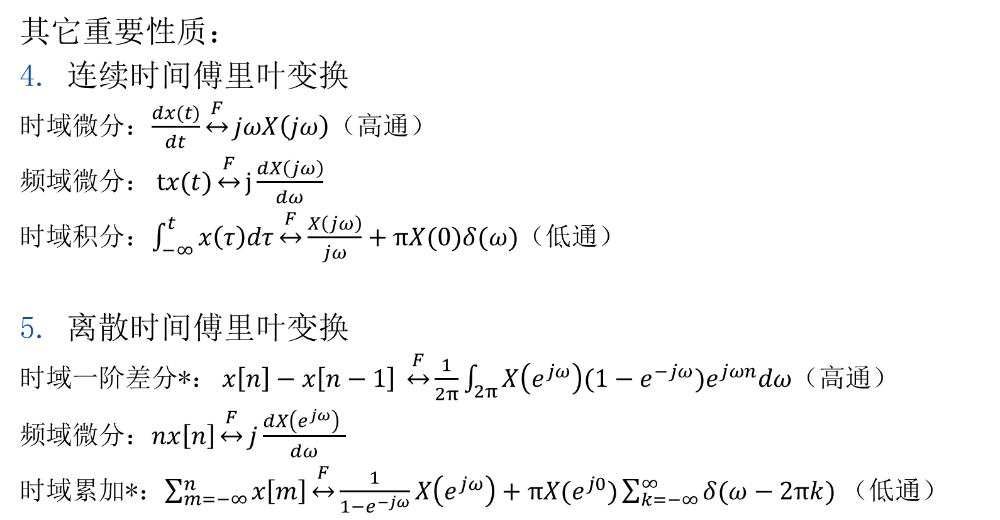 其它重要性质：
4. 连续时间傅里叶变换
时域微分：$\frac{dx(t)}{dt} \overset{F}{\leftrightarrow} j\omega X(j\omega)$（高通）
频域微分： $\mathrm{t}x(t) \overset{F}{\leftrightarrow} \mathrm{j}\frac{dX(j\omega)}{d\omega}$
时域积分：$\int_{-\infty}^{t} x(\tau)d\tau \overset{F}{\leftrightarrow} \frac{X(j\omega)}{j\omega} + \pi X(0)\delta(\omega)$（低通）
5. 离散时间傅里叶变换
时域一阶差分*： $x[n] - x[n-1] \overset{F}{\leftrightarrow} \frac{1}{2\pi}\int_{2\pi} X(e^{j\omega})(1 - e^{-j\omega})e^{j\omega n}d\omega$（高通）
频域微分：$nx[n] \overset{F}{\leftrightarrow} j\frac{dX(e^{j\omega})}{d\omega}$
时域累加*：$\sum_{m=-\infty}^{n} x[m] \overset{F}{\leftrightarrow} \frac{1}{1-e^{-j\omega}}X(e^{j\omega}) + \pi X(e^{j0})\sum_{k=-\infty}^{\infty}\delta(\omega - 2\pi k)$ （低通）